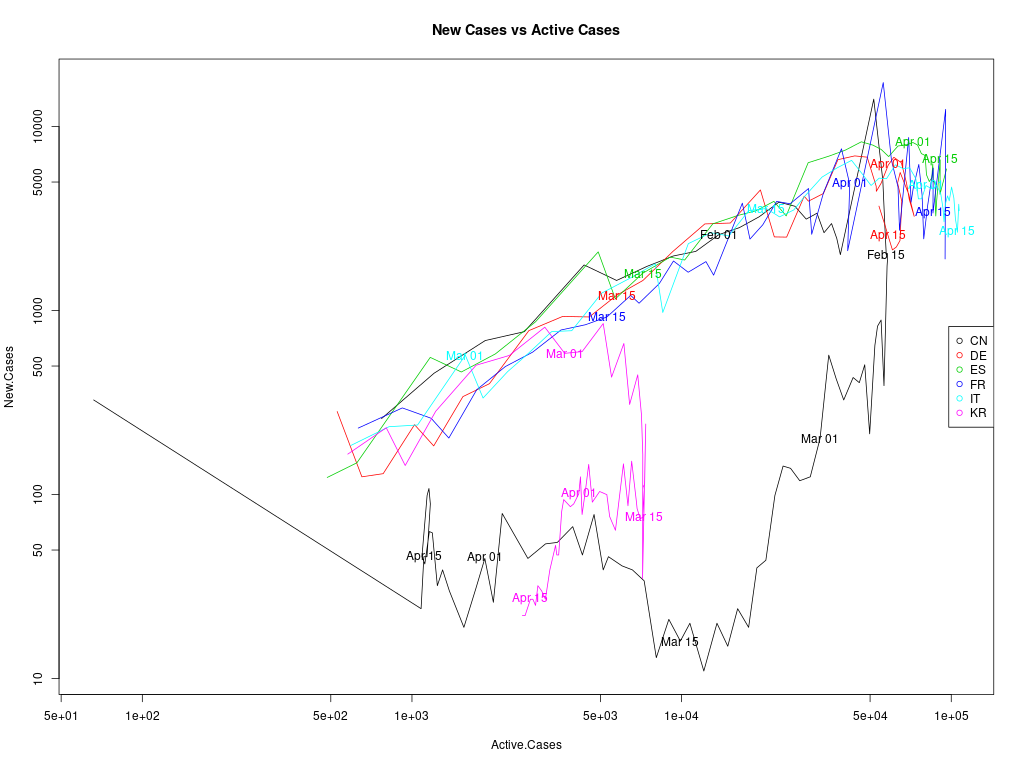 New Cases vs Active Cases
New.Cases
10000
5000
1000
500
100
50
10
Apr 01
Apr 15
Apr 01
Apr 01
Mar 15
Apr 15
Feb 01
Apr 15
Apr 15
Feb 15
Mar 15
Mar 15
Mar 15
Mar 01
Mar 01
Mar 01
Apr 01
Mar 15
Apr 15
Apr 01
Apr 15
Mar 15
CN
DE
ES
FR
IT
KR
5e+01
1e+02
5e+02
1e+03
5e+03
1e+04
5e+04
1e+05
Active.Cases